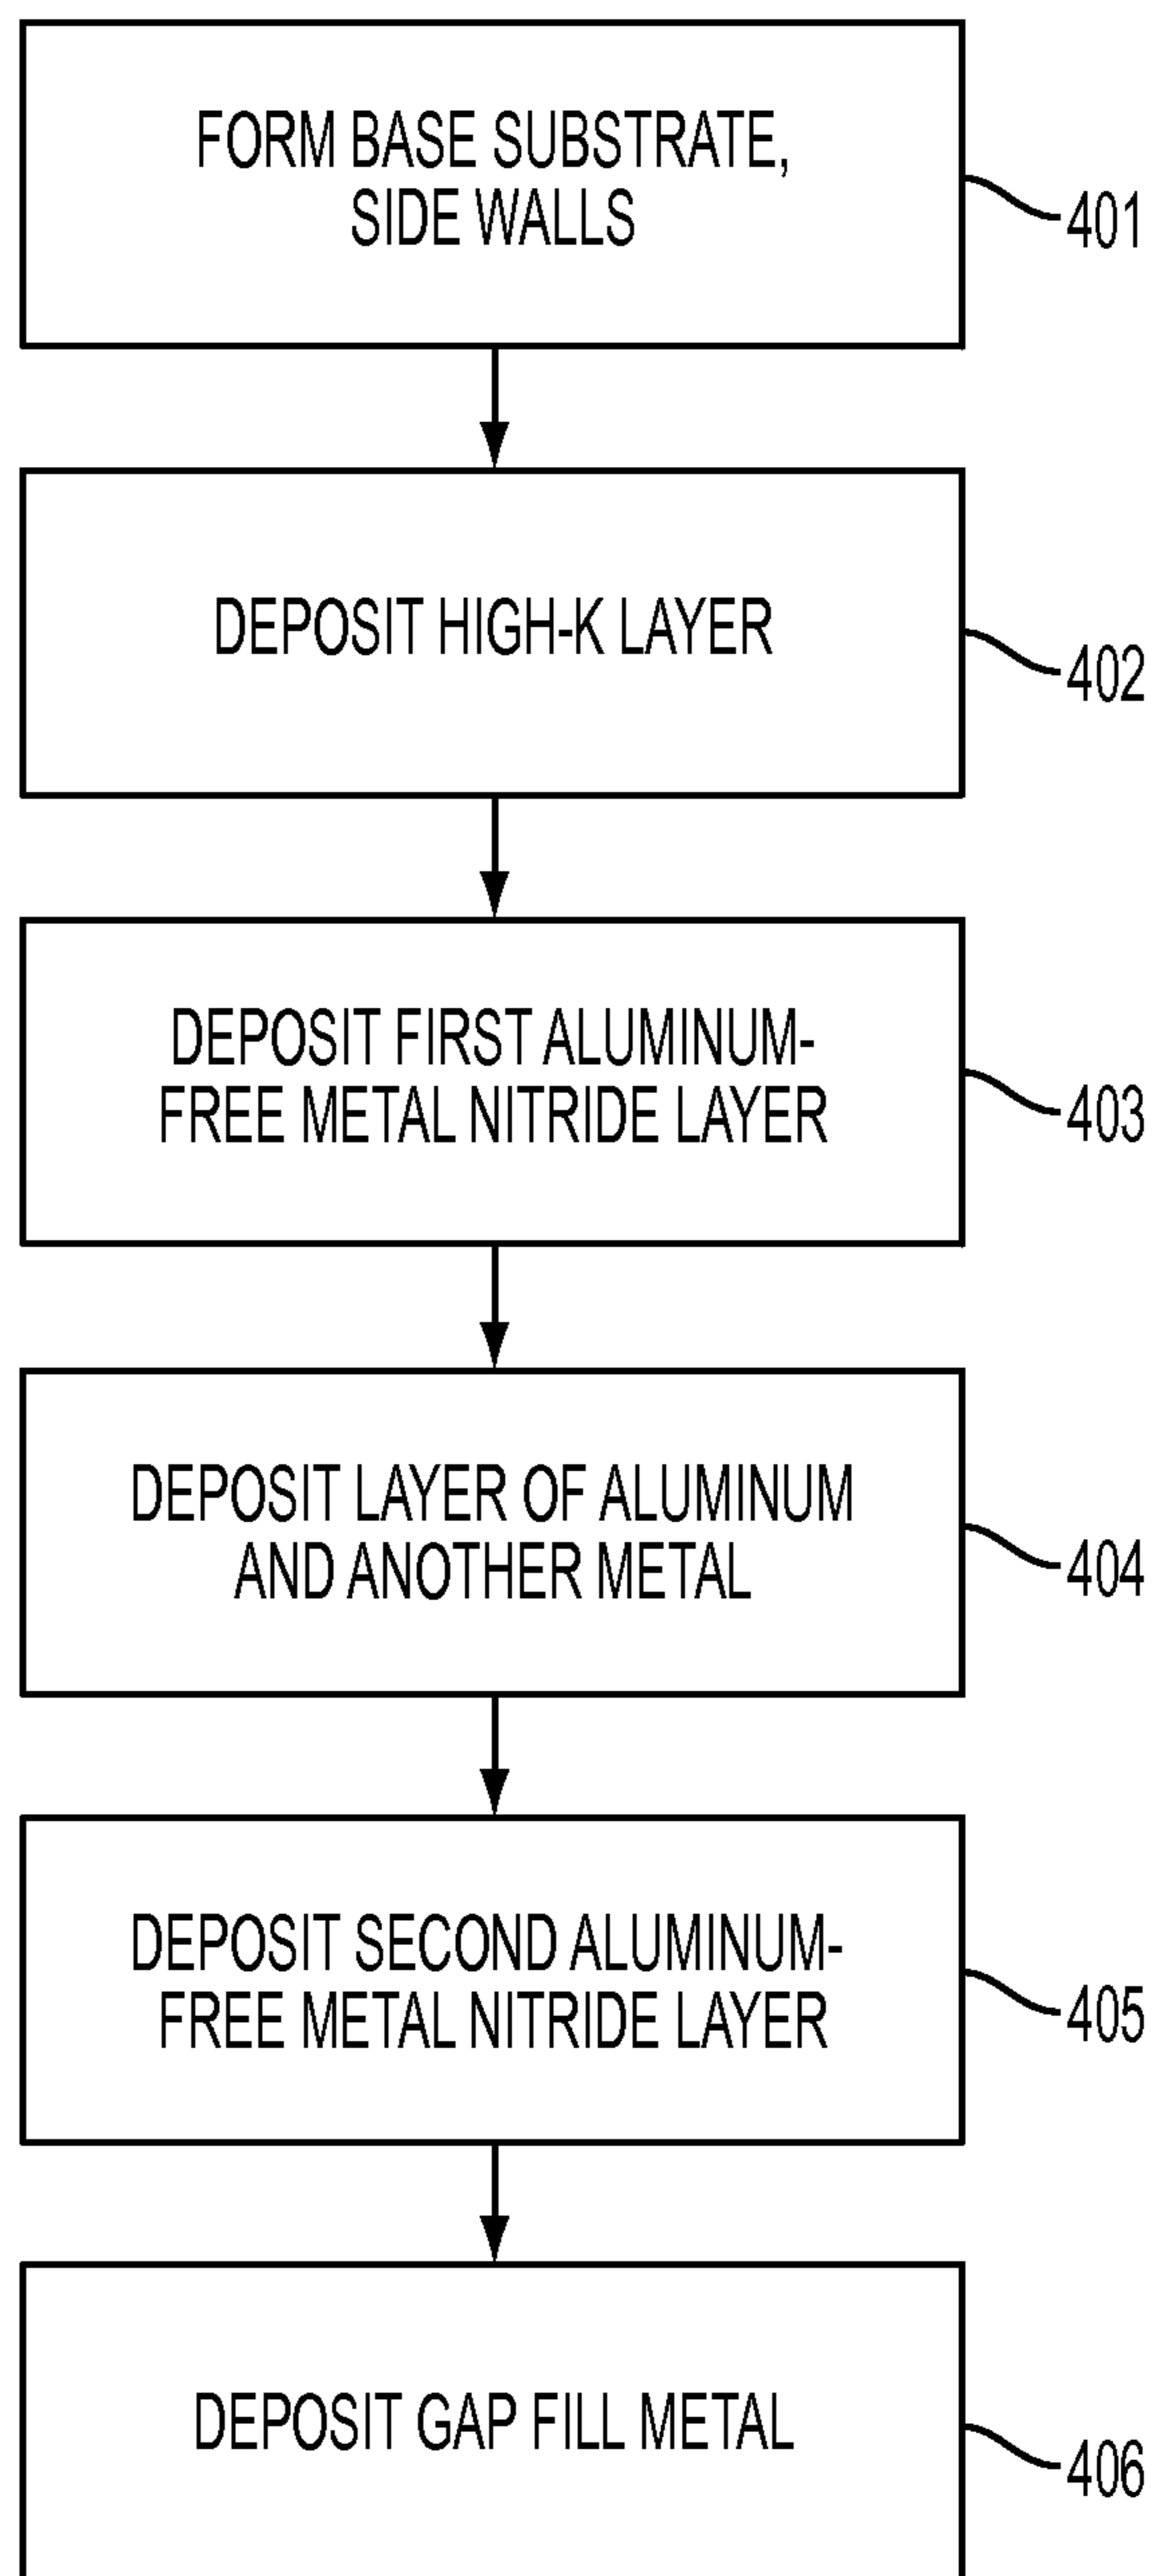 FORM BASE SUBSTRATE,
SIDE WALLS
401
DEPOSIT HIGH-K LAYER
402
DEPOSIT FIRST ALUMINUM-
FREE METAL NITRIDE LAYER
403
DEPOSIT LAYER OF ALUMINUM
AND ANOTHER METAL
404
DEPOSIT SECOND ALUMINUM-
FREE METAL NITRIDE LAYER
405
DEPOSIT GAP FILL METAL
406